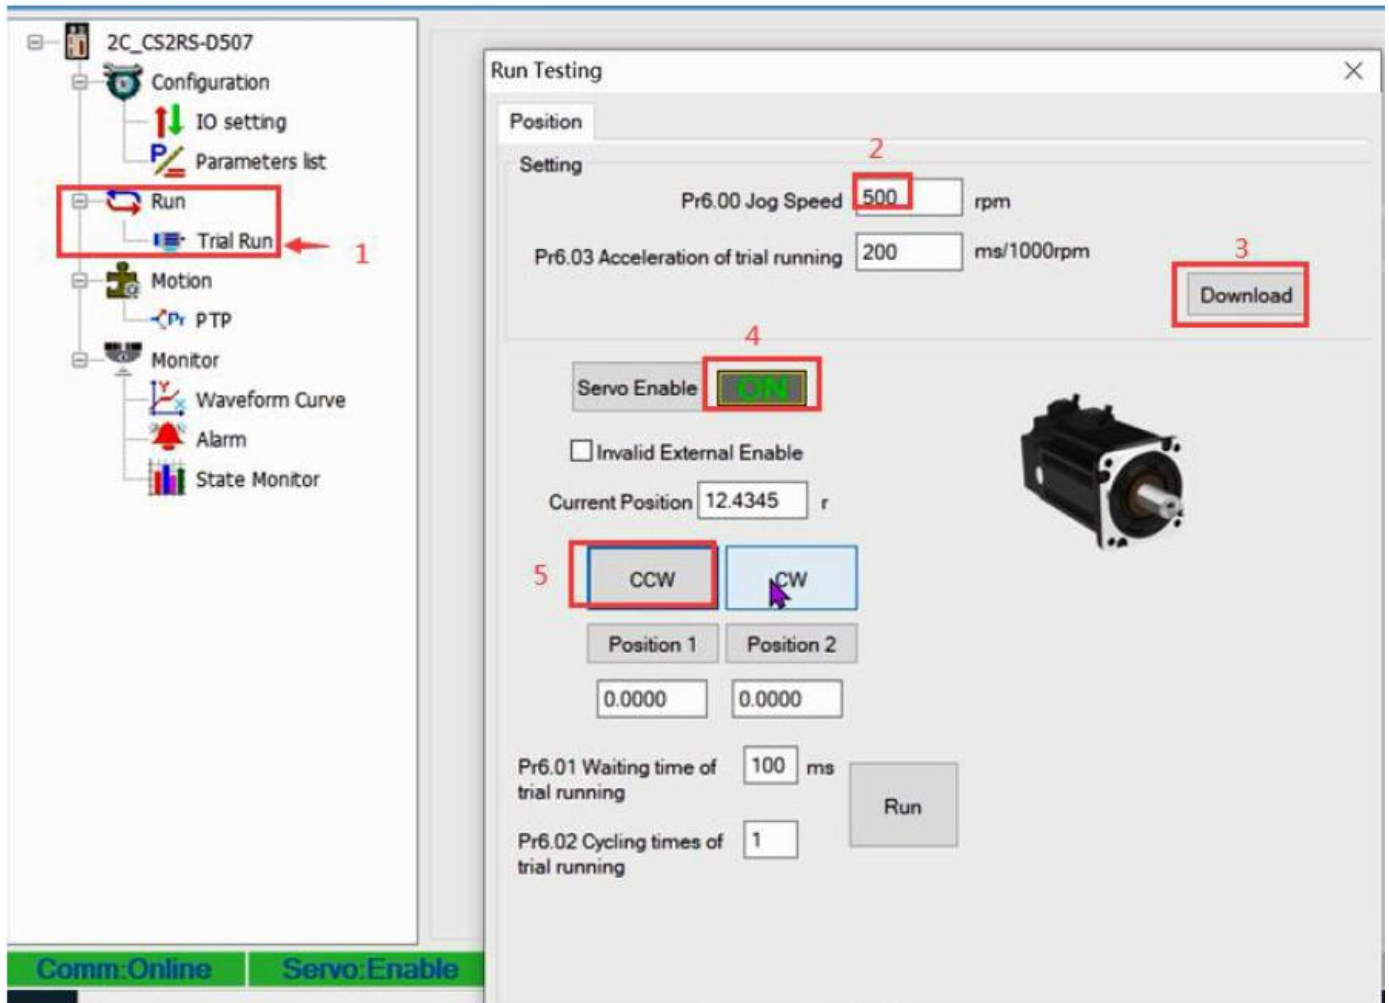 2C_CS2RS-D507
Configuration
IO setting
Parameters list
Run
Trial Run
1
Motion
PTP
Monitor
Waveform Curve
Alarm
State Monitor
Run Testing
Position
Setting
2
Pr6.00 Jog Speed 500 rpm
Pr6.03 Acceleration of trial running 200 ms/1000rpm
3
Download
4
Servo Enable ON
Invalid External Enable
Current Position 12.4345 r
5
CCW CW
Position 1 Position 2
0.0000 0.0000
Pr6.01 Waiting time of 100 ms
trial running
Run
Pr6.02 Cycling times of 1
trial running
Comm:Online Servo:Enable